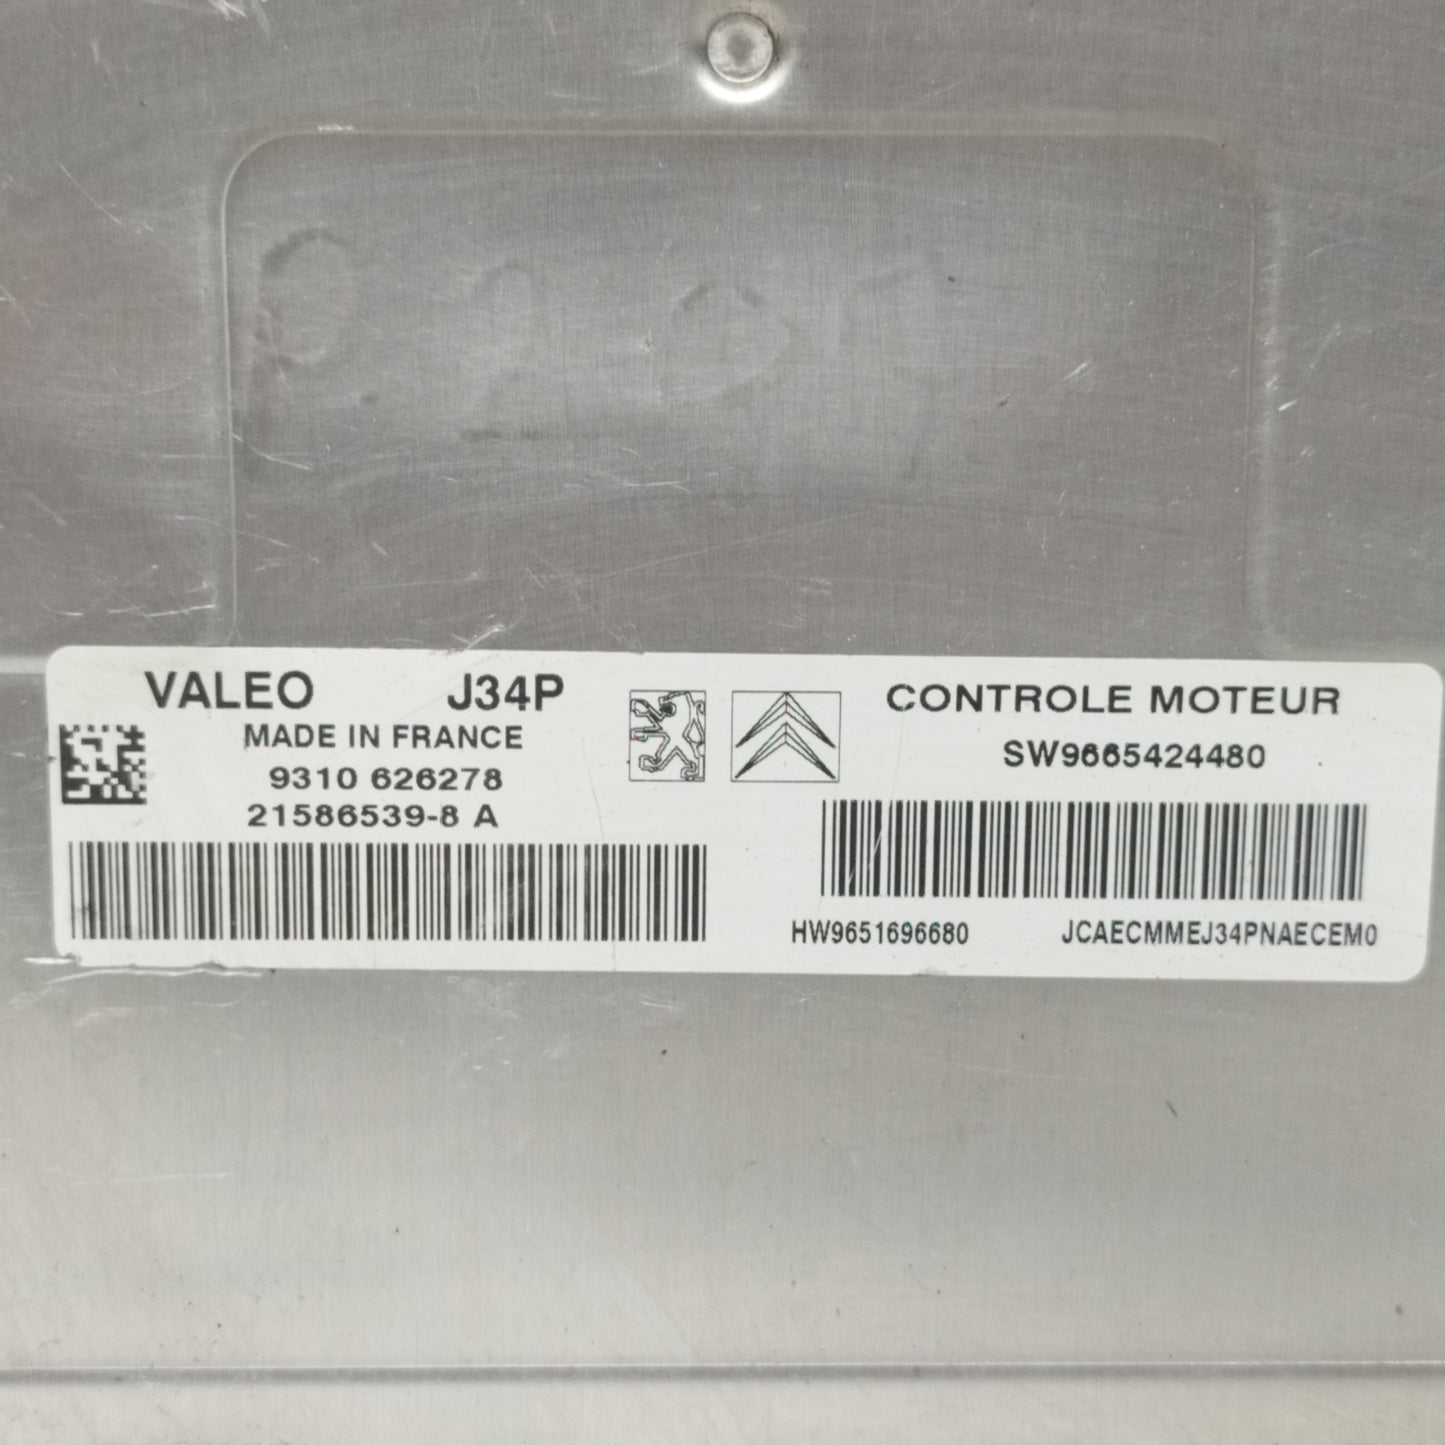 VALEO J34P
MADE IN FRANCE
9310 626278
21586539-8 A
CONTROLE MOTEUR
SW9665424480
HW9651696680 JCAECMMEJ34PNAECEM0